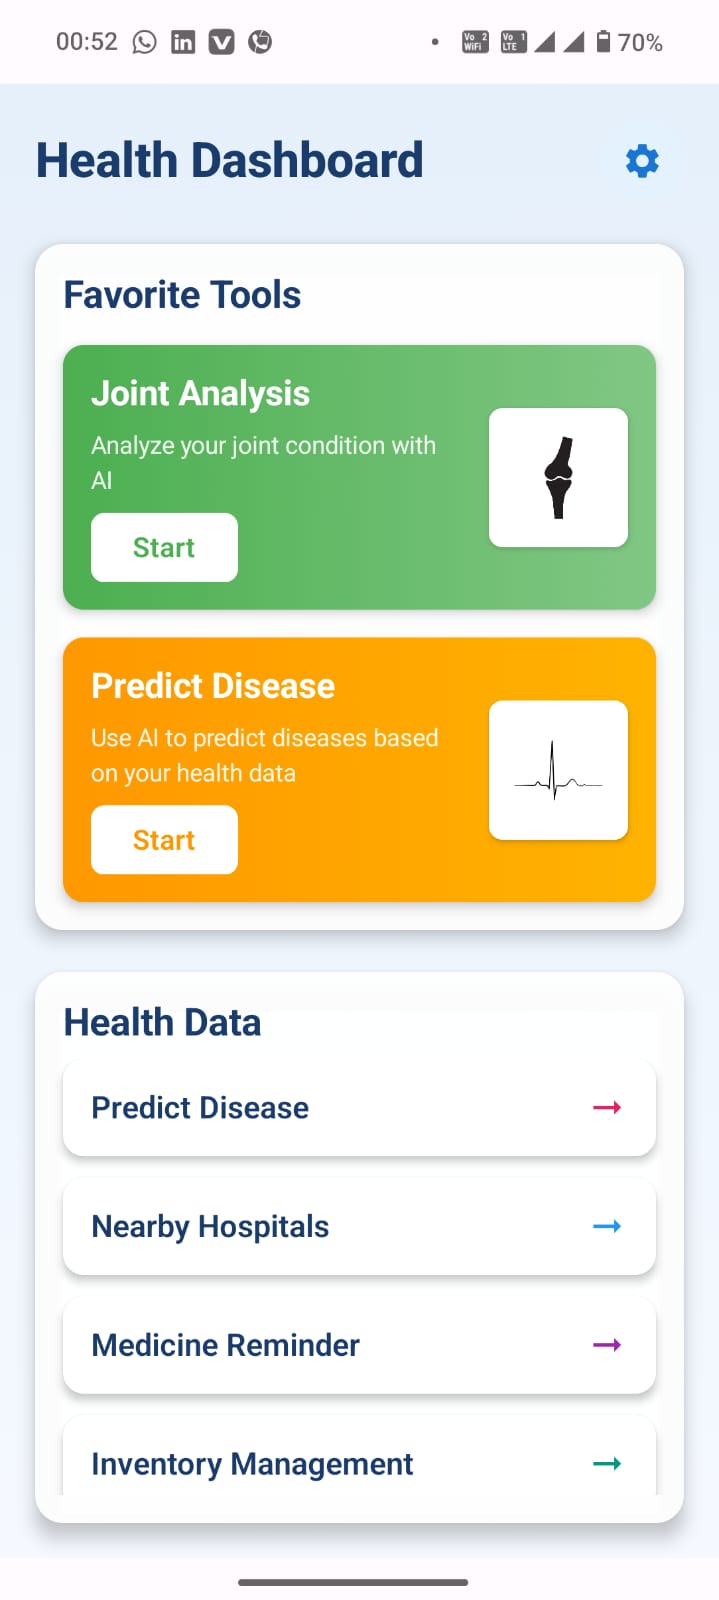 00:52 in Vo 2 WiFi Vo 1 LTE 70%
Health Dashboard
Favorite Tools
Joint Analysis
Analyze your joint condition with
AI
Start
Predict Disease
Use AI to predict diseases based
on your health data
Start
Health Data
Predict Disease
Nearby Hospitals
Medicine Reminder
Inventory Management